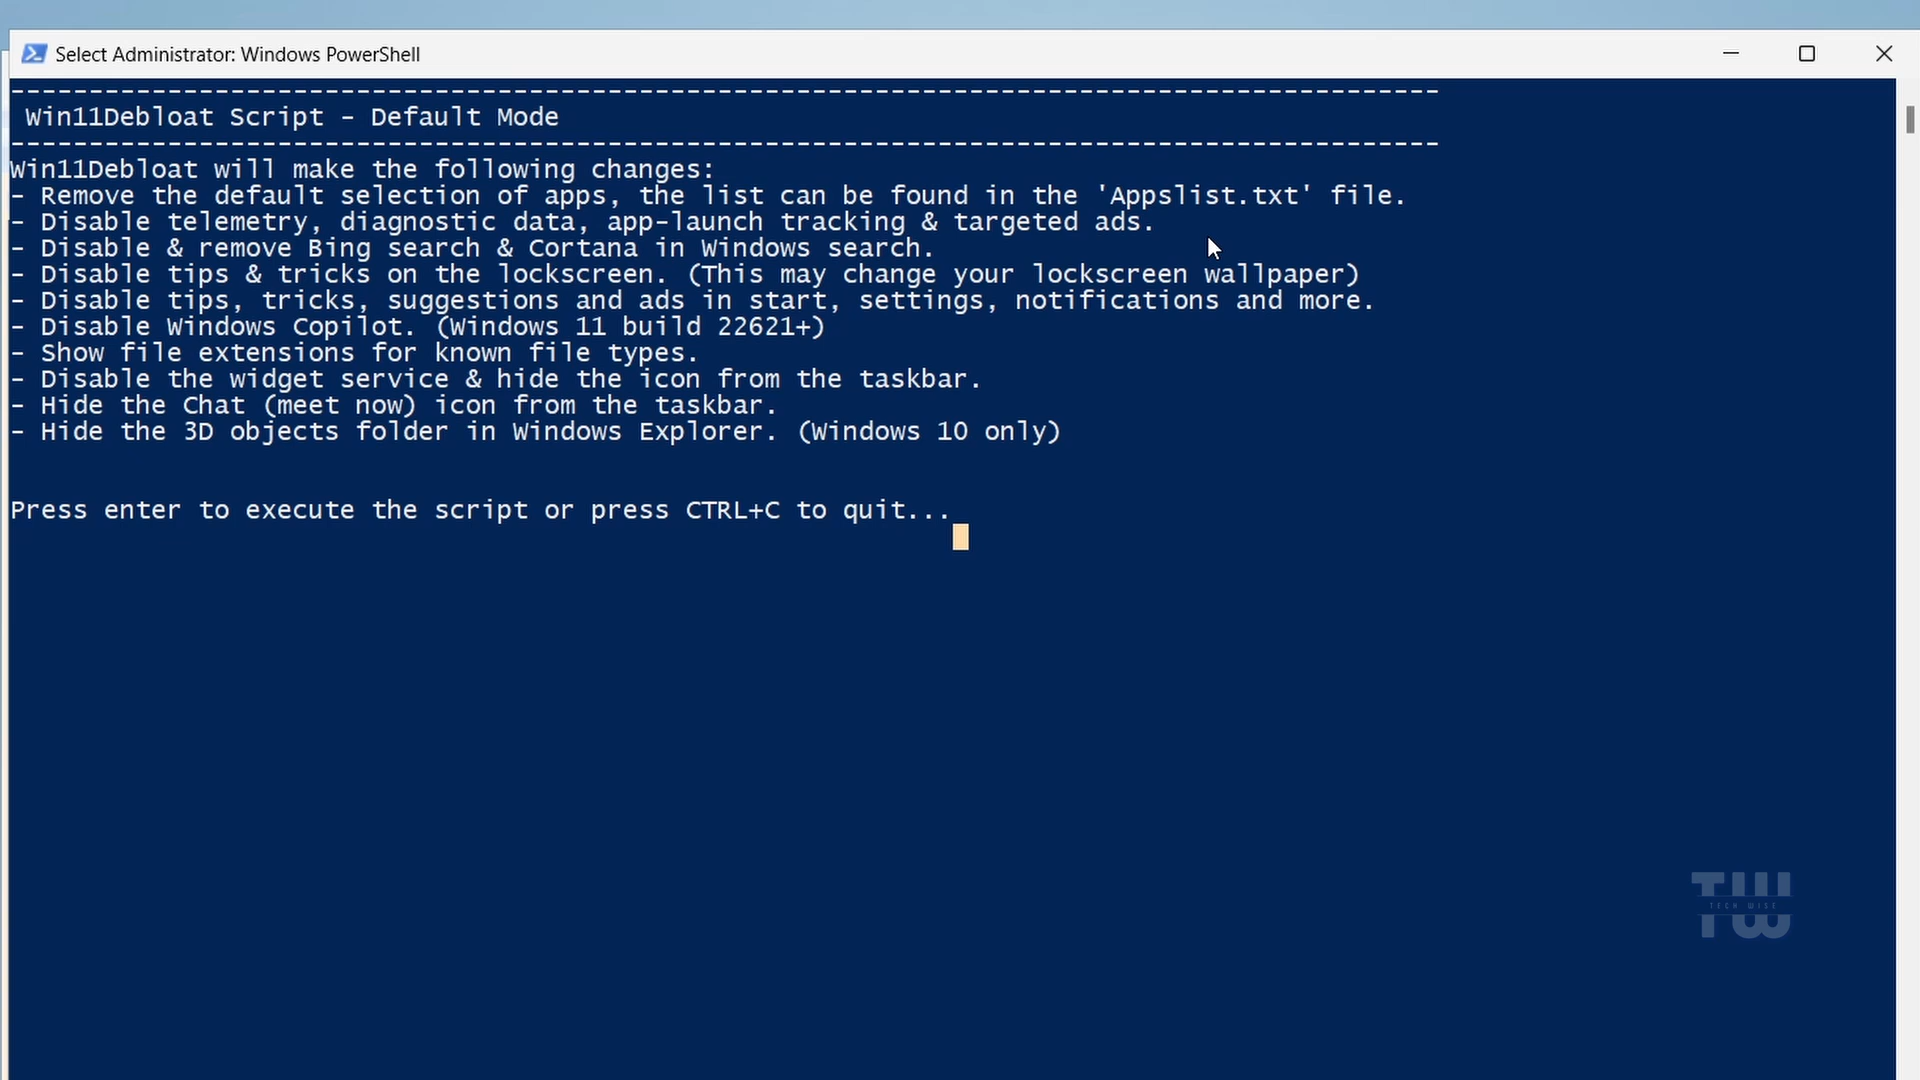 Select Administrator: Windows PowerShell
-------------------------------------------------------------------------------------------
Win11Debloat Script - Default Mode
-------------------------------------------------------------------------------------------
Win11Debloat will make the following changes:
- Remove the default selection of apps, the list can be found in the 'Appslist.txt' file.
- Disable telemetry, diagnostic data, app-launch tracking & targeted ads.
- Disable & remove Bing search & Cortana in Windows search.
- Disable tips & tricks on the lockscreen. (This may change your lockscreen wallpaper)
- Disable tips, tricks, suggestions and ads in start, settings, notifications and more.
- Disable Windows Copilot. (Windows 11 build 22621+)
- Show file extensions for known file types.
- Disable the widget service & hide the icon from the taskbar.
- Hide the Chat (meet now) icon from the taskbar.
- Hide the 3D objects folder in Windows Explorer. (Windows 10 only)
Press enter to execute the script or press CTRL+C to quit...
TW
TECH WISE